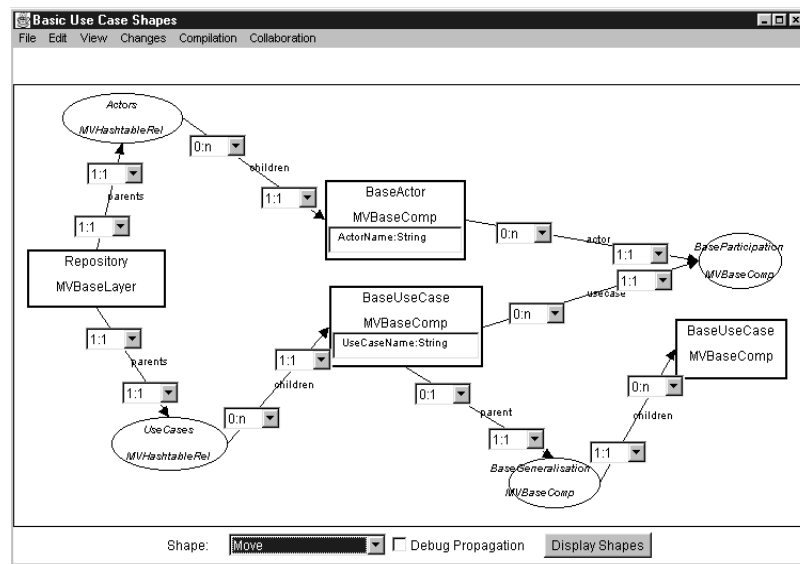 Basic Use Case Shapes
File Edit View Changes Compilation Collaboration
Actors
MVHashtableRel
0:n
children
1:1
1:1
parents
1:1
BaseActor
MVBaseComp
ActorName:String
0:n
actor
1:1
BaseParticipation
MVBaseComp
Repository
MVBaseLayer
1:1
usecase
0:n
BaseUseCase
MVBaseComp
UseCaseName:String
BaseUseCase
MVBaseComp
1:1
parents
1:1
1:1
children
0:n
0:1
parent
1:1
0:n
children
1:1
UseCases
MVHashtableRel
BaseGeneralisation
MVBaseComp
Shape: Move Debug Propagation Display Shapes